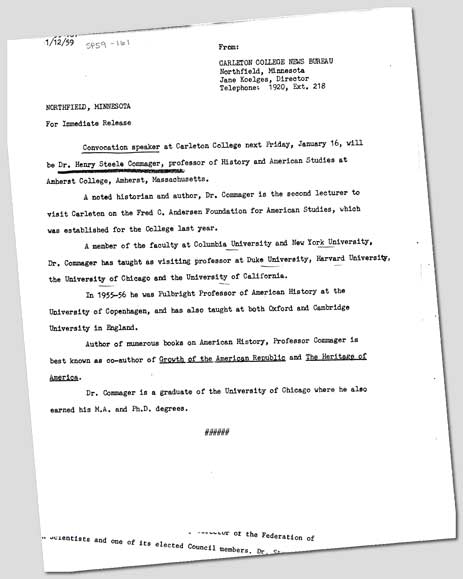 1/12/59 SP59-161
From:
CARLETON COLLEGE NEWS BUREAU
Northfield, Minnesota
Jane Koelges, Director
Telephone: 1920, Ext. 218
NORTHFIELD, MINNESOTA
For Immediate Release
Convocation speaker at Carleton College next Friday, January 16, will
be Dr. Henry Steele Commager, professor of History and American Studies at
Amherst College, Amherst, Massachusetts.
A noted historian and author, Dr. Commager is the second lecturer to
visit Carleton on the Fred C. Andersen Foundation for American Studies, which
was established for the College last year.
A member of the faculty at Columbia University and New York University,
Dr. Commager has taught as visiting professor at Duke University, Harvard University,
the University of Chicago and the University of California.
In 1955-56 he was Fulbright Professor of American History at the
University of Copenhagen, and has also taught at both Oxford and Cambridge
University in England.
Author of numerous books on American History, Professor Commager is
best known as co-author of Growth of the American Republic and The Heritage of
America.
Dr. Commager is a graduate of the University of Chicago where he also
earned his M.A. and Ph.D. degrees.
######
of the Federation of
Scientists and one of its elected Council members. Dr.